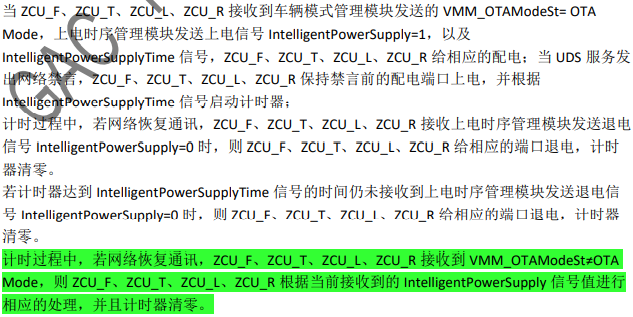 当 ZCU_F、ZCU_T、ZCU_L、ZCU_R 接收到车辆模式管理模块发送的 VMM_OTAModeSt= OTA
Mode，上电时序管理模块发送上电信号 IntelligentPowerSupply=1，以及
IntelligentPowerSupplyTime 信号，ZCU_F、ZCU_T、ZCU_L、ZCU_R 给相应的配电；当 UDS 服务发
出网络禁言，ZCU_F、ZCU_T、ZCU_L、ZCU_R 保持禁言前的配电端口上电，并根据
IntelligentPowerSupplyTime 信号启动计时器；
计时过程中，若网络恢复通讯，ZCU_F、ZCU_T、ZCU_L、ZCU_R 接收上电时序管理模块发送退电
信号 IntelligentPowerSupply=0 时，则 ZCU_F、ZCU_T、ZCU_L、ZCU_R 给相应的端口退电，计时
器清零。
若计时器达到 IntelligentPowerSupplyTime 信号的时间仍未接收到上电时序管理模块发送退电信
号 IntelligentPowerSupply=0 时，则 ZCU_F、ZCU_T、ZCU_L、ZCU_R 给相应的端口退电，计时器
清零。
计时过程中，若网络恢复通讯，ZCU_F、ZCU_T、ZCU_L、ZCU_R 接收到 VMM_OTAModeSt≠OTA
Mode，则 ZCU_F、ZCU_T、ZCU_L、ZCU_R 根据当前接收到的 IntelligentPowerSupply 信号值进行
相应的处理，并且计时器清零。
GAC